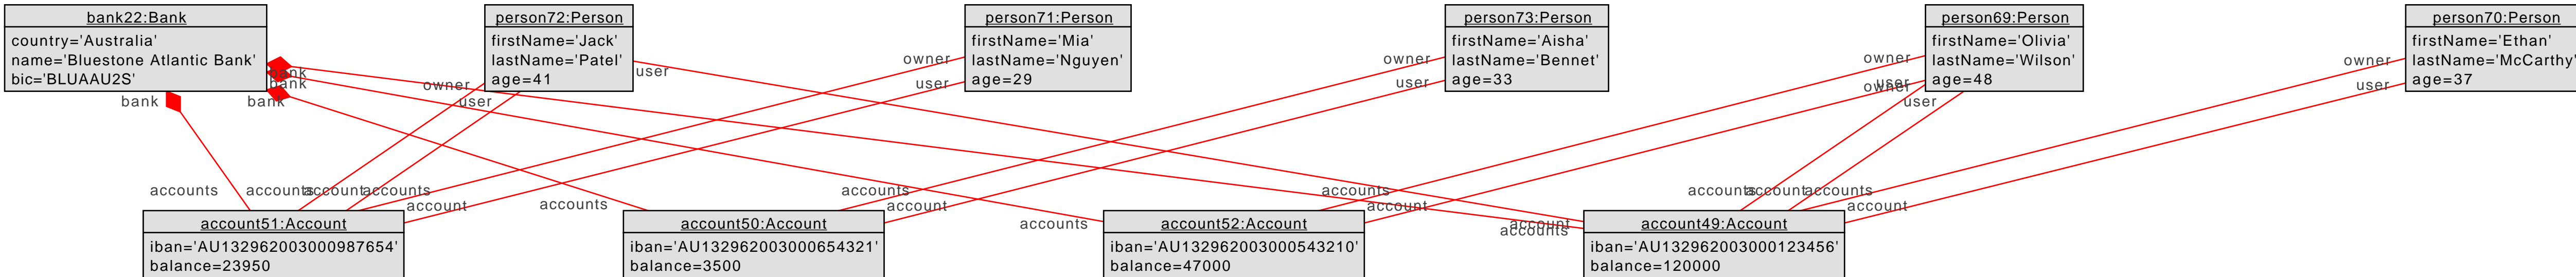 bank22:Bank
country='Australia'
name='Bluestone Atlantic Bank'
bic='BLUAAU2S'
person72:Person
firstName='Jack'
lastName='Patel'
age=41
person71:Person
firstName='Mia'
lastName='Nguyen'
age=29
person73:Person
firstName='Aisha'
lastName='Bennet'
age=33
person69:Person
firstName='Olivia'
lastName='Wilson'
age=48
person70:Person
firstName='Ethan'
lastName='McCarthy'
age=37
bank
bank
bank
bank
owner
user
user
owner
user
owner
user
owner
user
owner
user
owner
user
accounts
accounts
account
accounts
account
accounts
accounts
account
accounts
accounts
account
account
accounts
accounts
account
accounts
account
account51:Account
iban='AU132962003000987654'
balance=23950
account50:Account
iban='AU132962003000654321'
balance=3500
account52:Account
iban='AU132962003000543210'
balance=47000
account49:Account
iban='AU132962003000123456'
balance=120000